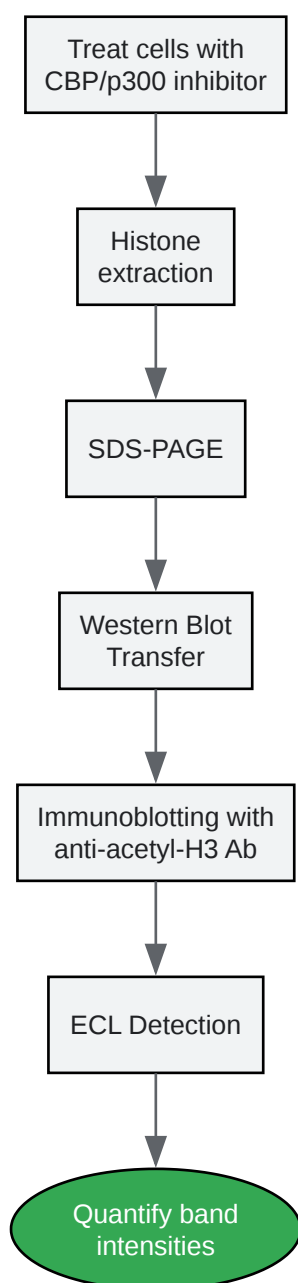 Treat cells with
CBP/p300 inhibitor
Histone
extraction
SDS-PAGE
Western Blot
Transfer
Immunoblotting with
anti-acetyl-H3 Ab
ECL Detection
Quantify band
intensities